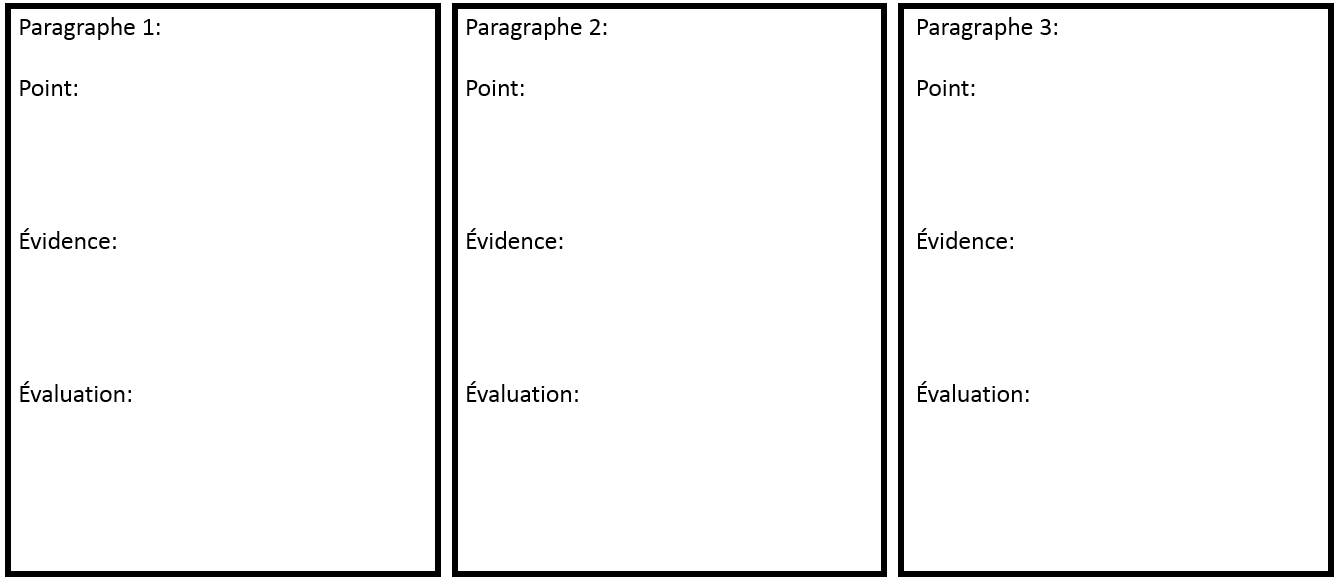 Paragraphe 1:
Point:
Évidence:
Évaluation:
Paragraphe 2:
Point:
Évidence:
Évaluation:
Paragraphe 3:
Point:
Évidence:
Évaluation: